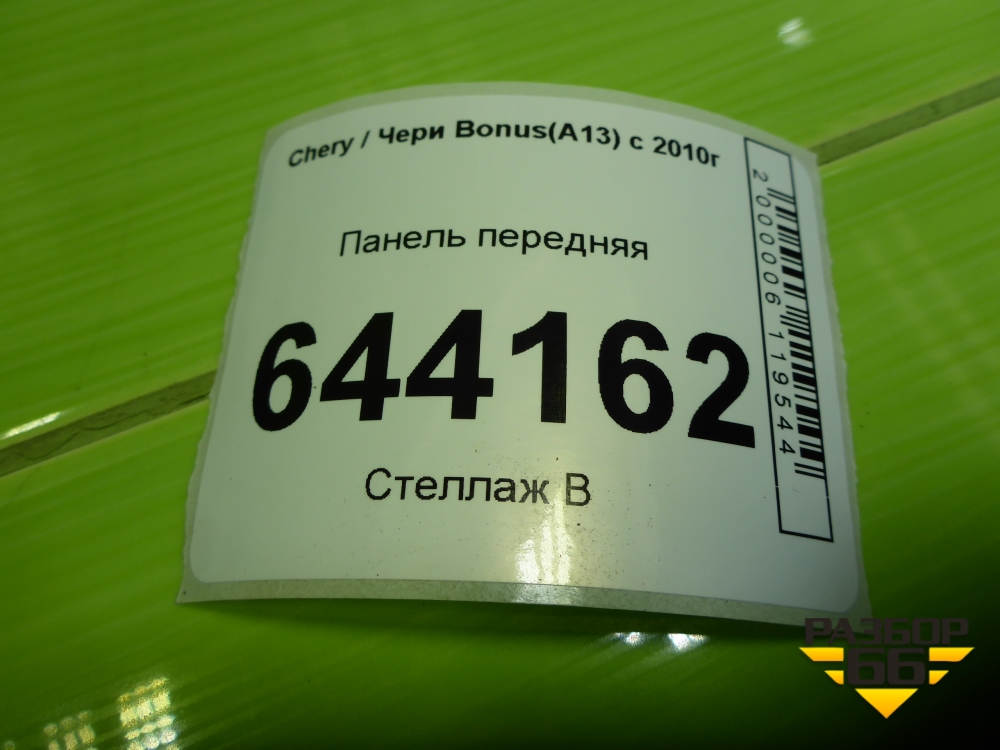 Chery / Чери Bonus(A13) с 2010г
Панель передняя
644162
Стеллаж В
2000006119544
РАЗБОР
66